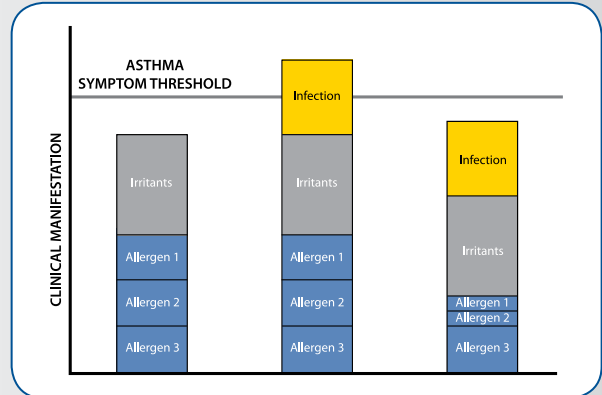 ASTHMA
SYMPTOM THRESHOLD
CLINICAL MANIFESTATION
Irritants
Allergen 1
Allergen 2
Allergen 3
Infection
Irritants
Allergen 1
Allergen 2
Allergen 3
Infection
Irritants
Allergen 1
Allergen 2
Allergen 3